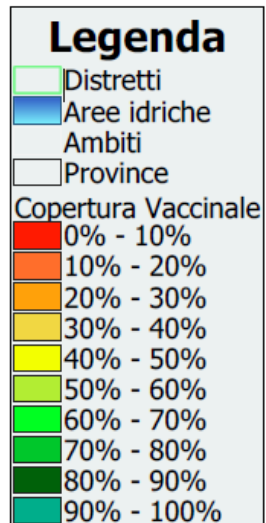 Legenda
Distretti
Aree idriche
Ambiti
Province
Copertura Vaccinale
0% - 10%
10% - 20%
20% - 30%
30% - 40%
40% - 50%
50% - 60%
60% - 70%
70% - 80%
80% - 90%
90% - 100%